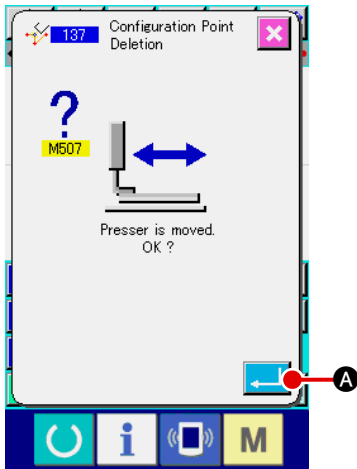 137
Configuration Point
Deletion
?
M507
Presser is moved.
OK ?
A
i
M